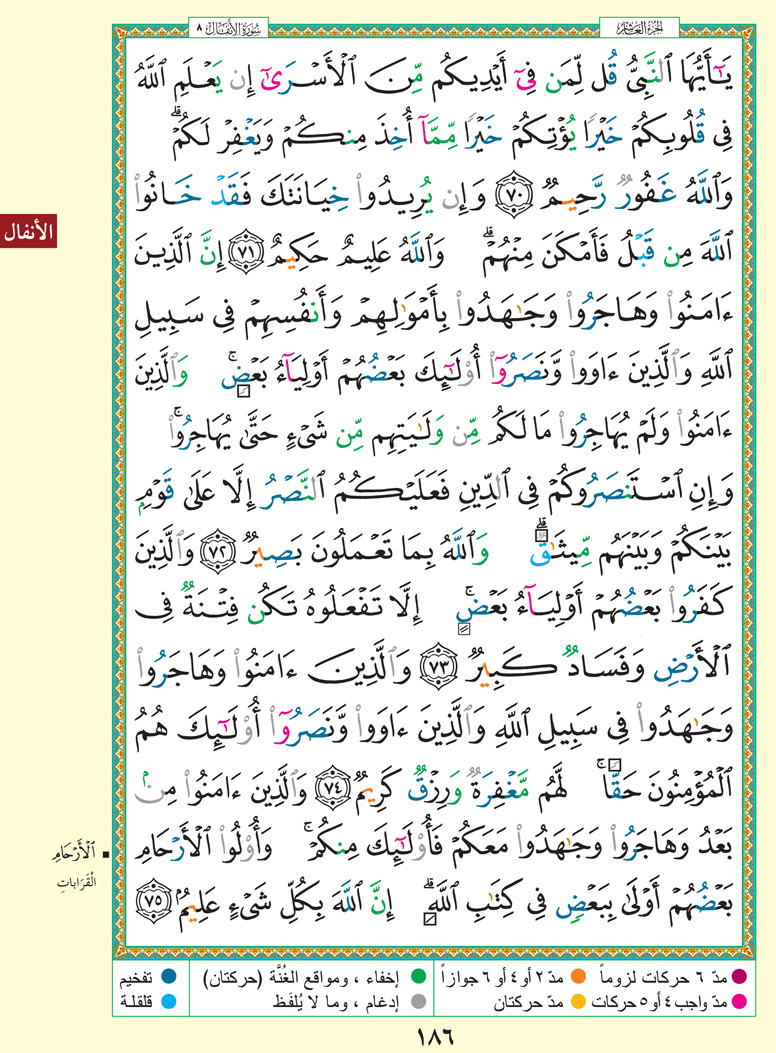 الجزء العاشر
سورة الأنفال ٨
يَـٰٓأَيُّهَا ٱلنَّبِىُّ قُل لِّمَن فِىٓ أَيْدِيكُم مِّنَ ٱلْأَسْرَىٰٓ إِن يَعْلَمِ ٱللَّهُ
فِى قُلُوبِكُمْ خَيْرًا يُؤْتِكُمْ خَيْرًا مِّمَّآ أُخِذَ مِنكُمْ وَيَغْفِرْ لَكُمْ ۗ
وَٱللَّهُ غَفُورٌ رَّحِيمٌ ﴿٧٠﴾ وَإِن يُرِيدُوا۟ خِيَانَتَكَ فَقَدْ خَانُوا۟
ٱللَّهَ مِن قَبْلُ فَأَمْكَنَ مِنْهُمْ ۗ وَٱللَّهُ عَلِيمٌ حَكِيمٌ ﴿٧١﴾ إِنَّ ٱلَّذِينَ
ءَامَنُوا۟ وَهَاجَرُوا۟ وَجَـٰهَدُوا۟ بِأَمْوَٰلِهِمْ وَأَنفُسِهِمْ فِى سَبِيلِ
ٱللَّهِ وَٱلَّذِينَ ءَاوَوا۟ وَّنَصَرُوٓا۟ أُو۟لَـٰٓئِكَ بَعْضُهُمْ أَوْلِيَآءُ بَعْضٍ ۚ وَٱلَّذِينَ
ءَامَنُوا۟ وَلَمْ يُهَاجِرُوا۟ مَا لَكُم مِّن وَلَـٰيَتِهِم مِّن شَىْءٍ حَتَّىٰ يُهَاجِرُوا۟ ۚ
وَإِنِ ٱسْتَنصَرُوكُمْ فِى ٱلدِّينِ فَعَلَيْكُمُ ٱلنَّصْرُ إِلَّا عَلَىٰ قَوْمٍۭ
بَيْنَكُمْ وَبَيْنَهُم مِّيثَـٰقٌ ۗ وَٱللَّهُ بِمَا تَعْمَلُونَ بَصِيرٌ ﴿٧٢﴾ وَٱلَّذِينَ
كَفَرُوا۟ بَعْضُهُمْ أَوْلِيَآءُ بَعْضٍ ۚ إِلَّا تَفْعَلُوهُ تَكُن فِتْنَةٌ فِى
ٱلْأَرْضِ وَفَسَادٌ كَبِيرٌ ﴿٧٣﴾ وَٱلَّذِينَ ءَامَنُوا۟ وَهَاجَرُوا۟
وَجَـٰهَدُوا۟ فِى سَبِيلِ ٱللَّهِ وَٱلَّذِينَ ءَاوَوا۟ وَّنَصَرُوٓا۟ أُو۟لَـٰٓئِكَ هُمُ
ٱلْمُؤْمِنُونَ حَقًّا ۚ لَّهُم مَّغْفِرَةٌ وَرِزْقٌ كَرِيمٌ ﴿٧٤﴾ وَٱلَّذِينَ ءَامَنُوا۟ مِنۢ
بَعْدُ وَهَاجَرُوا۟ وَجَـٰهَدُوا۟ مَعَكُمْ فَأُو۟لَـٰٓئِكَ مِنكُمْ ۚ وَأُو۟لُوا۟ ٱلْأَرْحَامِ
بَعْضُهُمْ أَوْلَىٰ بِبَعْضٍ فِى كِتَـٰبِ ٱللَّهِ ۗ إِنَّ ٱللَّهَ بِكُلِّ شَىْءٍ عَلِيمٌۢ ﴿٧٥﴾
الأنفال
ٱلْأَرْحَامِ
القَرَاباتِ
مدّ ٦ حركات لزوماً
مدّ ٢ أو ٤ أو ٦ جوازاً
إخفاء ، ومواقع الغُنَّة (حركتان)
تفخيم
مدّ واجب ٤ أو ٥ حركات
مدّ حركتان
إدغام ، وما لا يُلفَظ
قلقلة
١٨٦